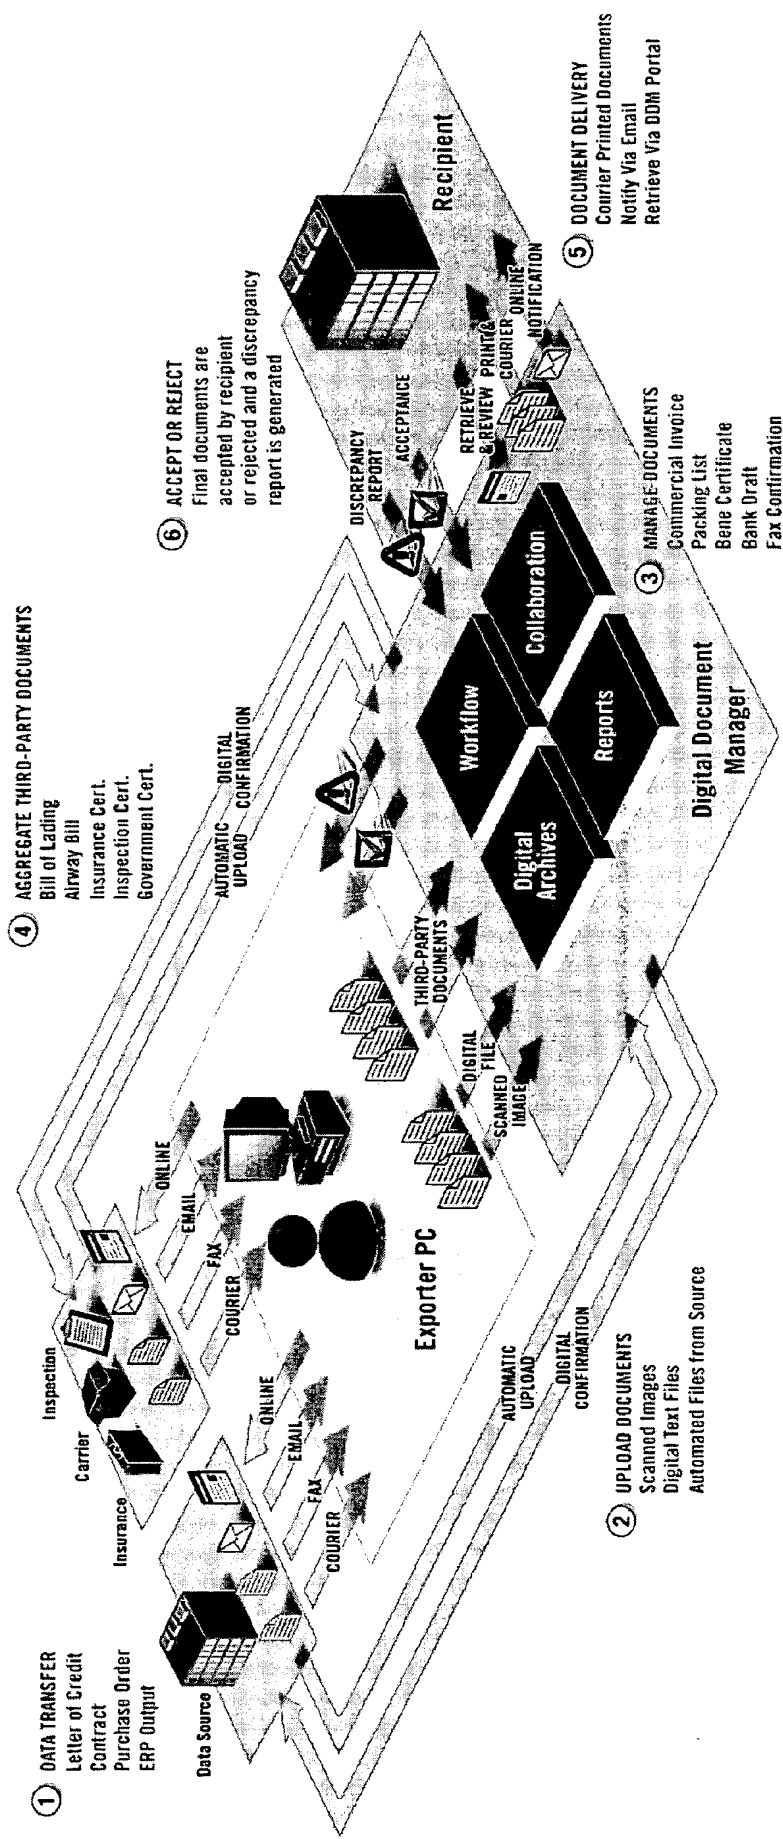 1 DATA TRANSFER
Letter of Credit
Contract
Purchase Order
ERP Output
Data Source
COURIER
FAX
EMAIL
ONLINE
Insurance
Carrier
Inspection
COURIER
FAX
EMAIL
ONLINE
4 AGGREGATE THIRD-PARTY DOCUMENTS
Bill of Lading
Airway Bill
Insurance Cert.
Inspection Cert.
Government Cert.
AUTOMATIC
UPLOAD
DIGITAL
CONFIRMATION
Exporter PC
SCANNED
IMAGE
DIGITAL
FILE
THIRD-PARTY
DOCUMENTS
AUTOMATIC
UPLOAD
DIGITAL
CONFIRMATION
2 UPLOAD DOCUMENTS
Scanned Images
Digital Text Files
Automated Files from Source
Digital
Archives
Workflow
Reports
Collaboration
Digital Document
Manager
3 MANAGE DOCUMENTS
Commercial Invoice
Packing List
Bene Certificate
Bank Draft
Fax Confirmation
6 ACCEPT OR REJECT
Final documents are
accepted by recipient
or rejected and a discrepancy
report is generated
DISCREPANCY
REPORT
ACCEPTANCE
RETRIEVE
& REVIEW
PRINT &
COURIER
ONLINE
NOTIFICATION
Recipient
5 DOCUMENT DELIVERY
Courier Printed Documents
Notify Via Email
Retrieve Via DDM Portal